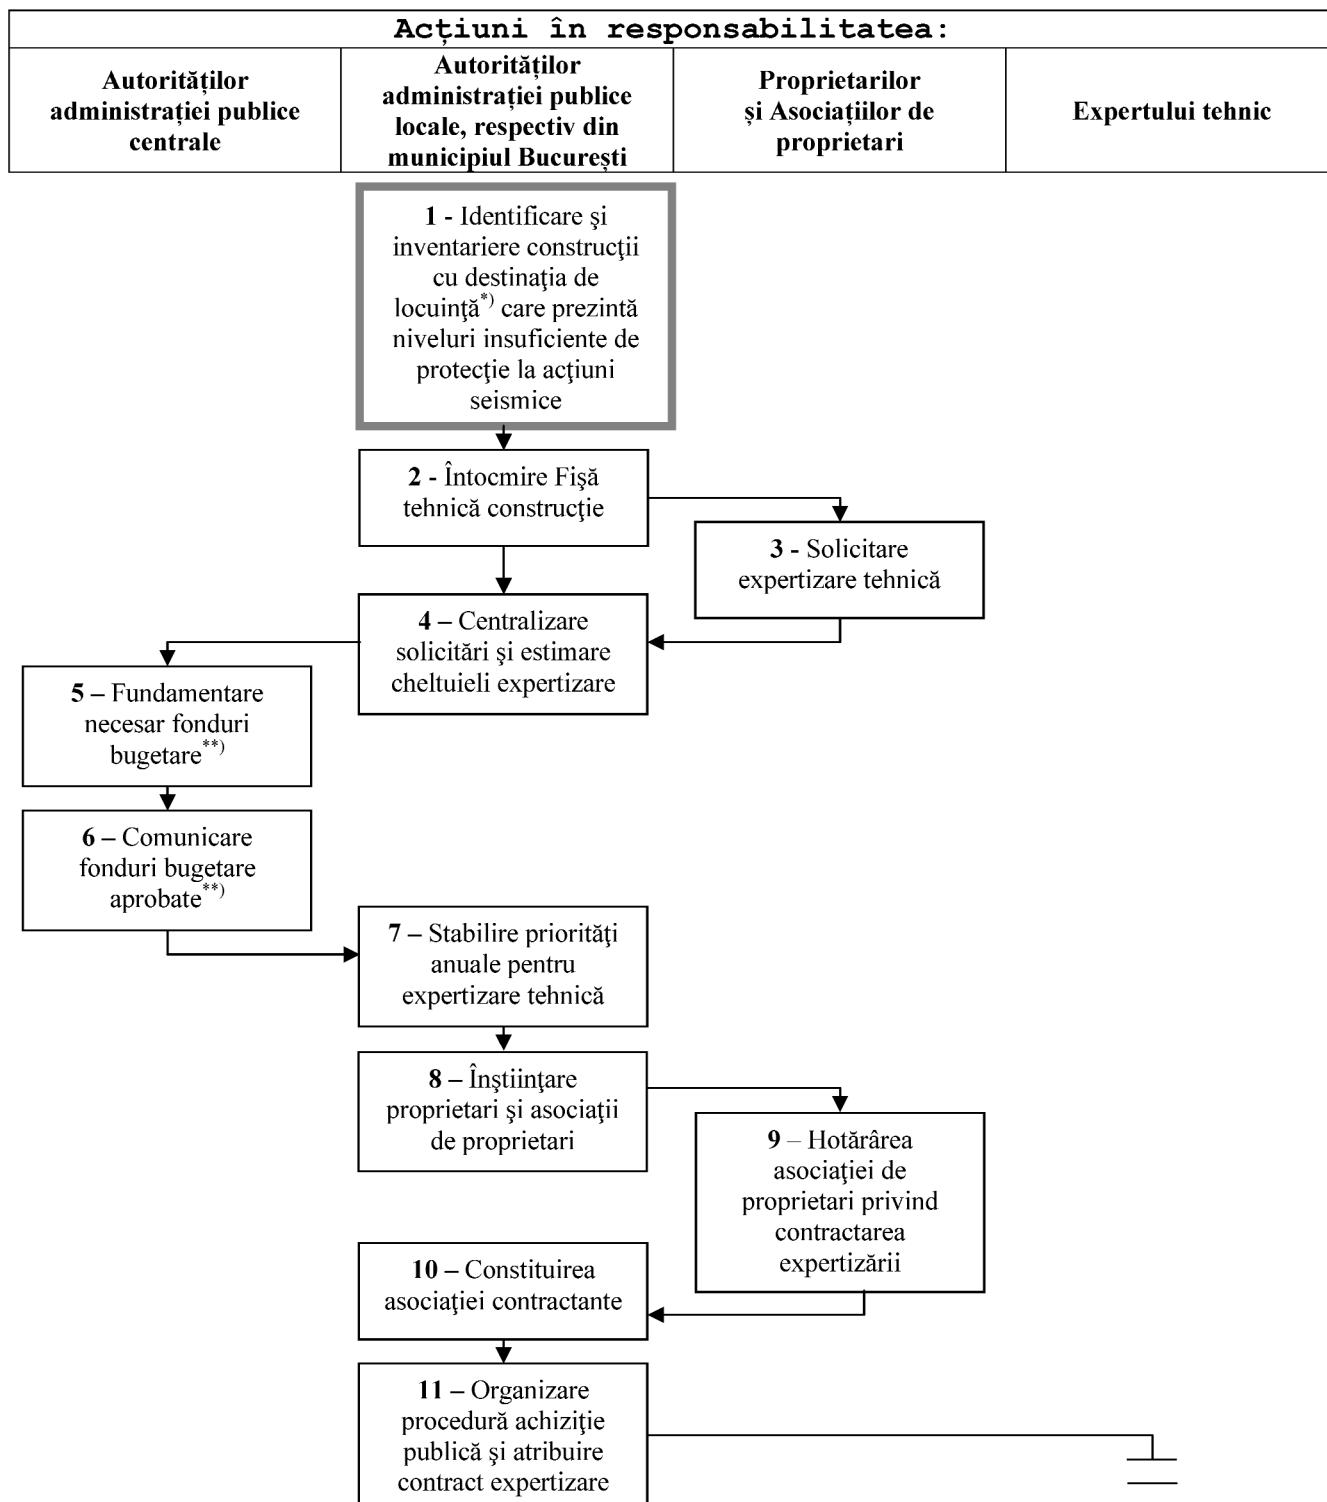 Acțiuni în responsabilitatea:
Autorităților
administrației publice
centrale
Autorităților
administrației publice
locale, respectiv din
municipiul București
Proprietarilor
și Asociațiilor de
proprietari
Expertului tehnic
1 - Identificare şi
inventariere construcţii
cu destinaţia de
locuinţă*) care prezintă
niveluri insuficiente de
protecţie la acţiuni
seismice
2 - Întocmire Fişă
tehnică construcţie
3 - Solicitare
expertizare tehnică
4 – Centralizare
solicitări şi estimare
cheltuieli expertizare
5 – Fundamentare
necesar fonduri
bugetare**)
6 – Comunicare
fonduri bugetare
aprobate**)
7 – Stabilire priorităţi
anuale pentru
expertizare tehnică
8 – Înştiinţare
proprietari şi asociaţii
de proprietari
9 – Hotărârea
asociaţiei de
proprietari privind
contractarea
expertizării
10 – Constituirea
asociaţiei contractante
11 – Organizare
procedură achiziţie
publică şi atribuire
contract expertizare